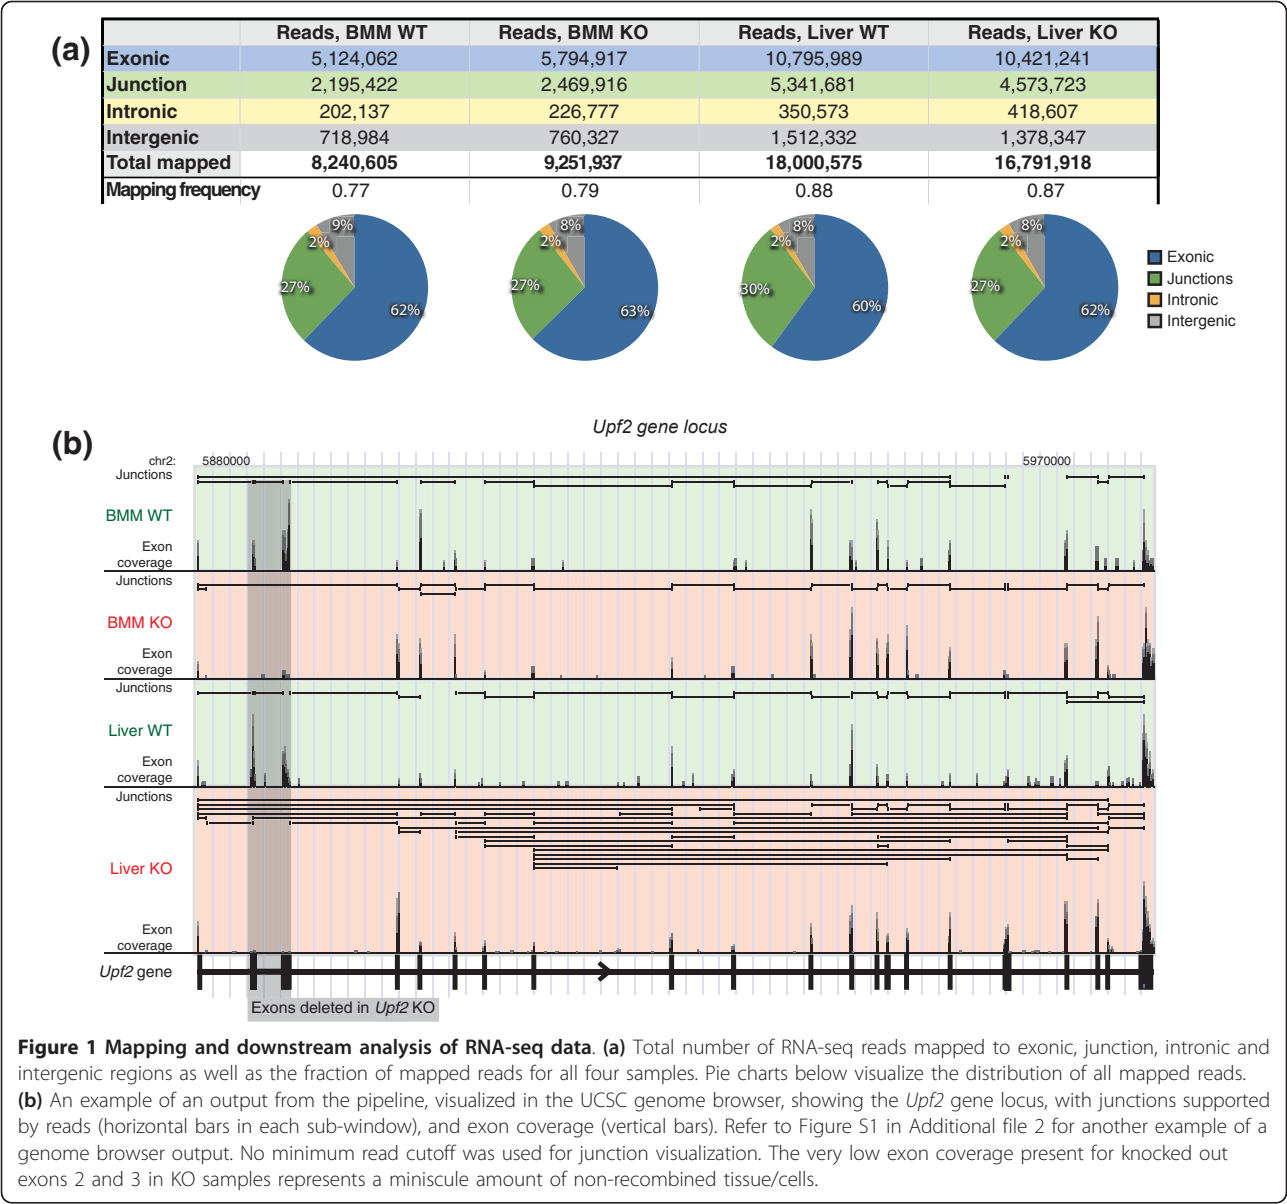 (a)
Reads, BMM WT Reads, BMM KO Reads, Liver WT Reads, Liver KO
Exonic 5,124,062 5,794,917 10,795,989 10,421,241
Junction 2,195,422 2,469,916 5,341,681 4,573,723
Intronic 202,137 226,777 350,573 418,607
Intergenic 718,984 760,327 1,512,332 1,378,347
Total mapped 8,240,605 9,251,937 18,000,575 16,791,918
Mapping frequency 0.77 0.79 0.88 0.87
9% 2% 27% 62%
8% 2% 27% 63%
8% 2% 30% 60%
8% 2% 27% 62%
Exonic
Junctions
Intronic
Intergenic
(b)
Upf2 gene locus
chr2: 5880000 5970000
Junctions
BMM WT
Exon
coverage
Junctions
BMM KO
Exon
coverage
Junctions
Liver WT
Exon
coverage
Junctions
Liver KO
Exon
coverage
Upf2 gene
Exons deleted in Upf2 KO
Figure 1 Mapping and downstream analysis of RNA-seq data. (a) Total number of RNA-seq reads mapped to exonic, junction, intronic and
intergenic regions as well as the fraction of mapped reads for all four samples. Pie charts below visualize the distribution of all mapped reads.
(b) An example of an output from the pipeline, visualized in the UCSC genome browser, showing the Upf2 gene locus, with junctions supported
by reads (horizontal bars in each sub-window), and exon coverage (vertical bars). Refer to Figure S1 in Additional file 2 for another example of a
genome browser output. No minimum read cutoff was used for junction visualization. The very low exon coverage present for knocked out
exons 2 and 3 in KO samples represents a miniscule amount of non-recombined tissue/cells.